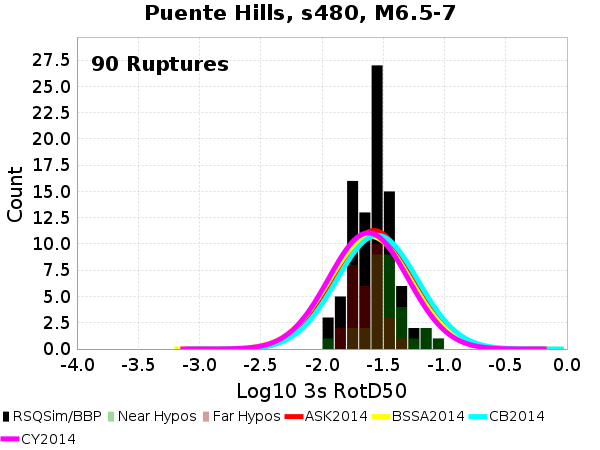 Puente Hills, s480, M6.5-7
90 Ruptures
Count
27.5
25.0
22.5
20.0
17.5
15.0
12.5
10.0
7.5
5.0
2.5
0.0
-4.0 -3.5 -3.0 -2.5 -2.0 -1.5 -1.0 -0.5 0.0
Log10 3s RotD50
RSQSim/BBP Near Hypos Far Hypos ASK2014 BSSA2014 CB2014
CY2014